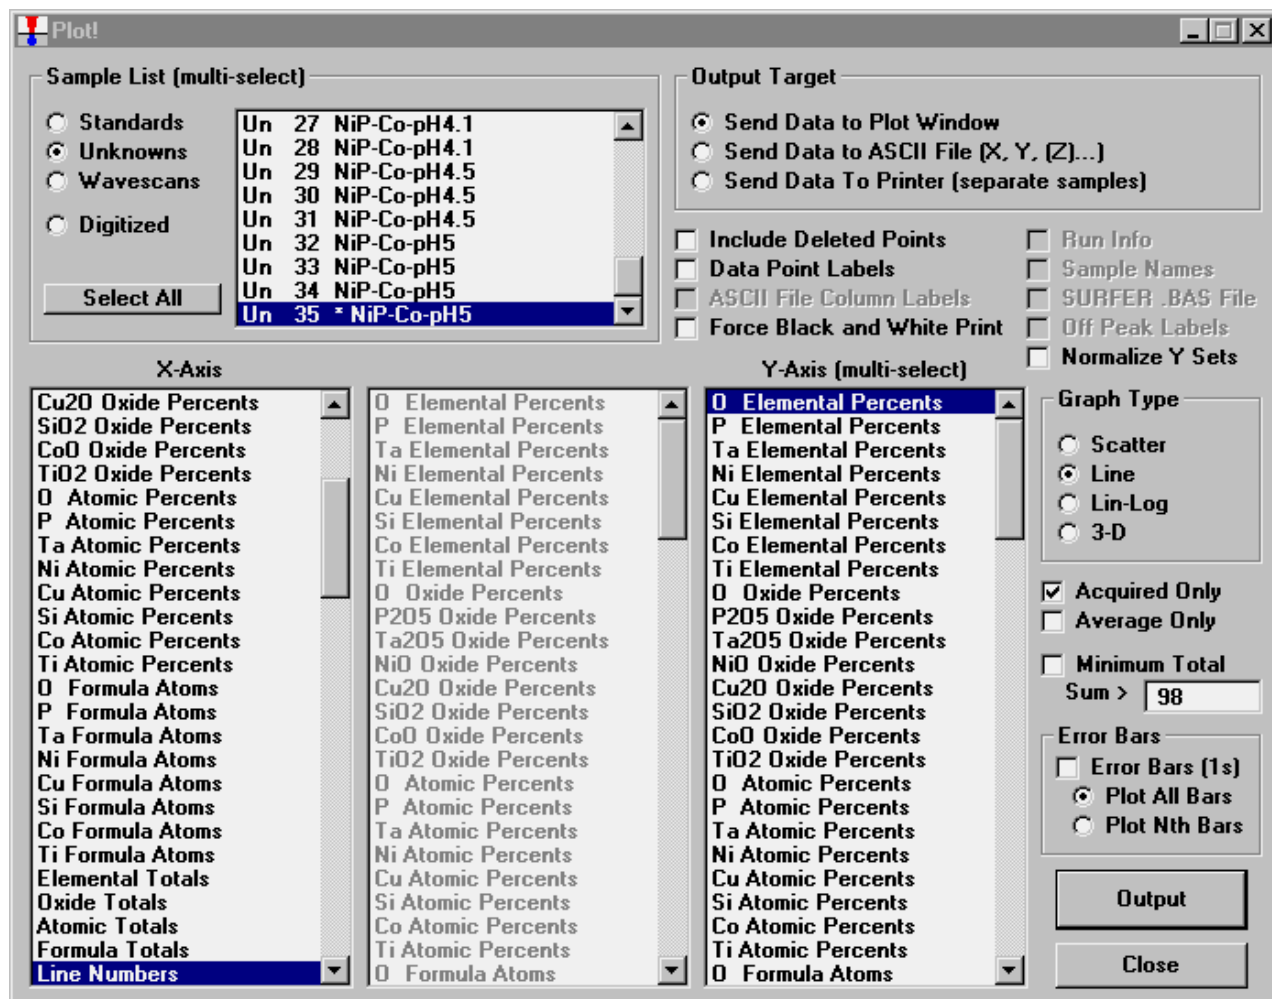 Plot!
Sample List (multi-select)
Standards
Unknowns
Wavescans
Digitized
Select All
Un 27 NiP-Co-pH4.1
Un 28 NiP-Co-pH4.1
Un 29 NiP-Co-pH4.5
Un 30 NiP-Co-pH4.5
Un 31 NiP-Co-pH4.5
Un 32 NiP-Co-pH5
Un 33 NiP-Co-pH5
Un 34 NiP-Co-pH5
Un 35 * NiP-Co-pH5
Output Target
Send Data to Plot Window
Send Data to ASCII File (X, Y, (Z)...)
Send Data To Printer (separate samples)
Include Deleted Points
Data Point Labels
ASCII File Column Labels
Force Black and White Print
Run Info
Sample Names
SURFER .BAS File
Off Peak Labels
Normalize Y Sets
X-Axis
Cu2O Oxide Percents
SiO2 Oxide Percents
CoO Oxide Percents
TiO2 Oxide Percents
O Atomic Percents
P Atomic Percents
Ta Atomic Percents
Ni Atomic Percents
Cu Atomic Percents
Si Atomic Percents
Co Atomic Percents
Ti Atomic Percents
O Formula Atoms
P Formula Atoms
Ta Formula Atoms
Ni Formula Atoms
Cu Formula Atoms
Si Formula Atoms
Co Formula Atoms
Ti Formula Atoms
Elemental Totals
Oxide Totals
Atomic Totals
Formula Totals
Line Numbers
O Elemental Percents
P Elemental Percents
Ta Elemental Percents
Ni Elemental Percents
Cu Elemental Percents
Si Elemental Percents
Co Elemental Percents
Ti Elemental Percents
O Oxide Percents
P2O5 Oxide Percents
Ta2O5 Oxide Percents
NiO Oxide Percents
Cu2O Oxide Percents
SiO2 Oxide Percents
CoO Oxide Percents
TiO2 Oxide Percents
O Atomic Percents
P Atomic Percents
Ta Atomic Percents
Ni Atomic Percents
Cu Atomic Percents
Si Atomic Percents
Co Atomic Percents
Ti Atomic Percents
O Formula Atoms
Y-Axis (multi-select)
O Elemental Percents
P Elemental Percents
Ta Elemental Percents
Ni Elemental Percents
Cu Elemental Percents
Si Elemental Percents
Co Elemental Percents
Ti Elemental Percents
O Oxide Percents
P2O5 Oxide Percents
Ta2O5 Oxide Percents
NiO Oxide Percents
Cu2O Oxide Percents
SiO2 Oxide Percents
CoO Oxide Percents
TiO2 Oxide Percents
O Atomic Percents
P Atomic Percents
Ta Atomic Percents
Ni Atomic Percents
Cu Atomic Percents
Si Atomic Percents
Co Atomic Percents
Ti Atomic Percents
O Formula Atoms
Graph Type
Scatter
Line
Lin-Log
3-D
Acquired Only
Average Only
Minimum Total
Sum > 98
Error Bars
Error Bars (1s)
Plot All Bars
Plot Nth Bars
Output
Close